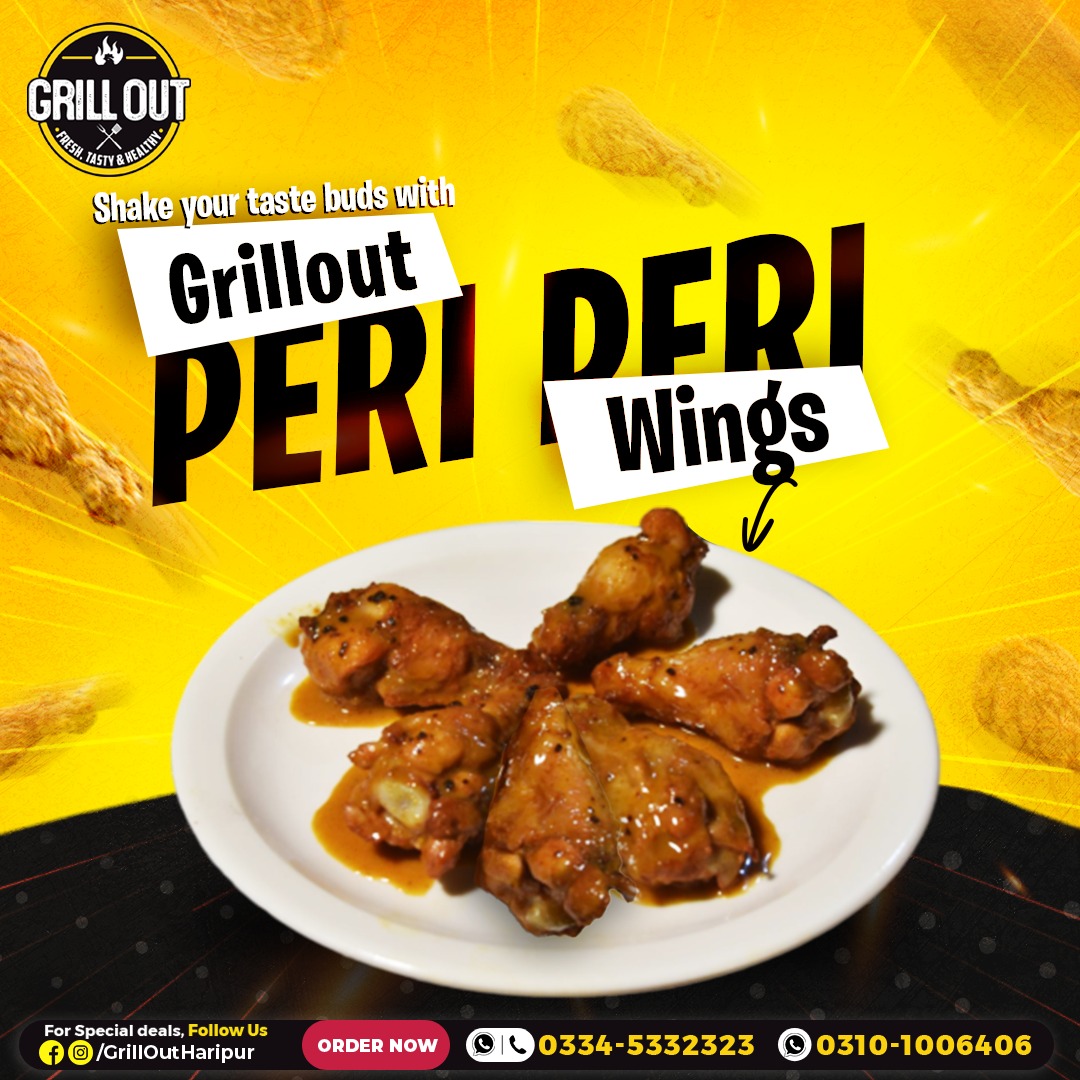 GRILL OUT
• FRESH, TASTY & HEALTHY •
Shake your taste buds with
Grillout
PERI PERI
Wings
For Special deals, Follow Us
/GrillOutHaripur
ORDER NOW
0334-5332323
0310-1006406